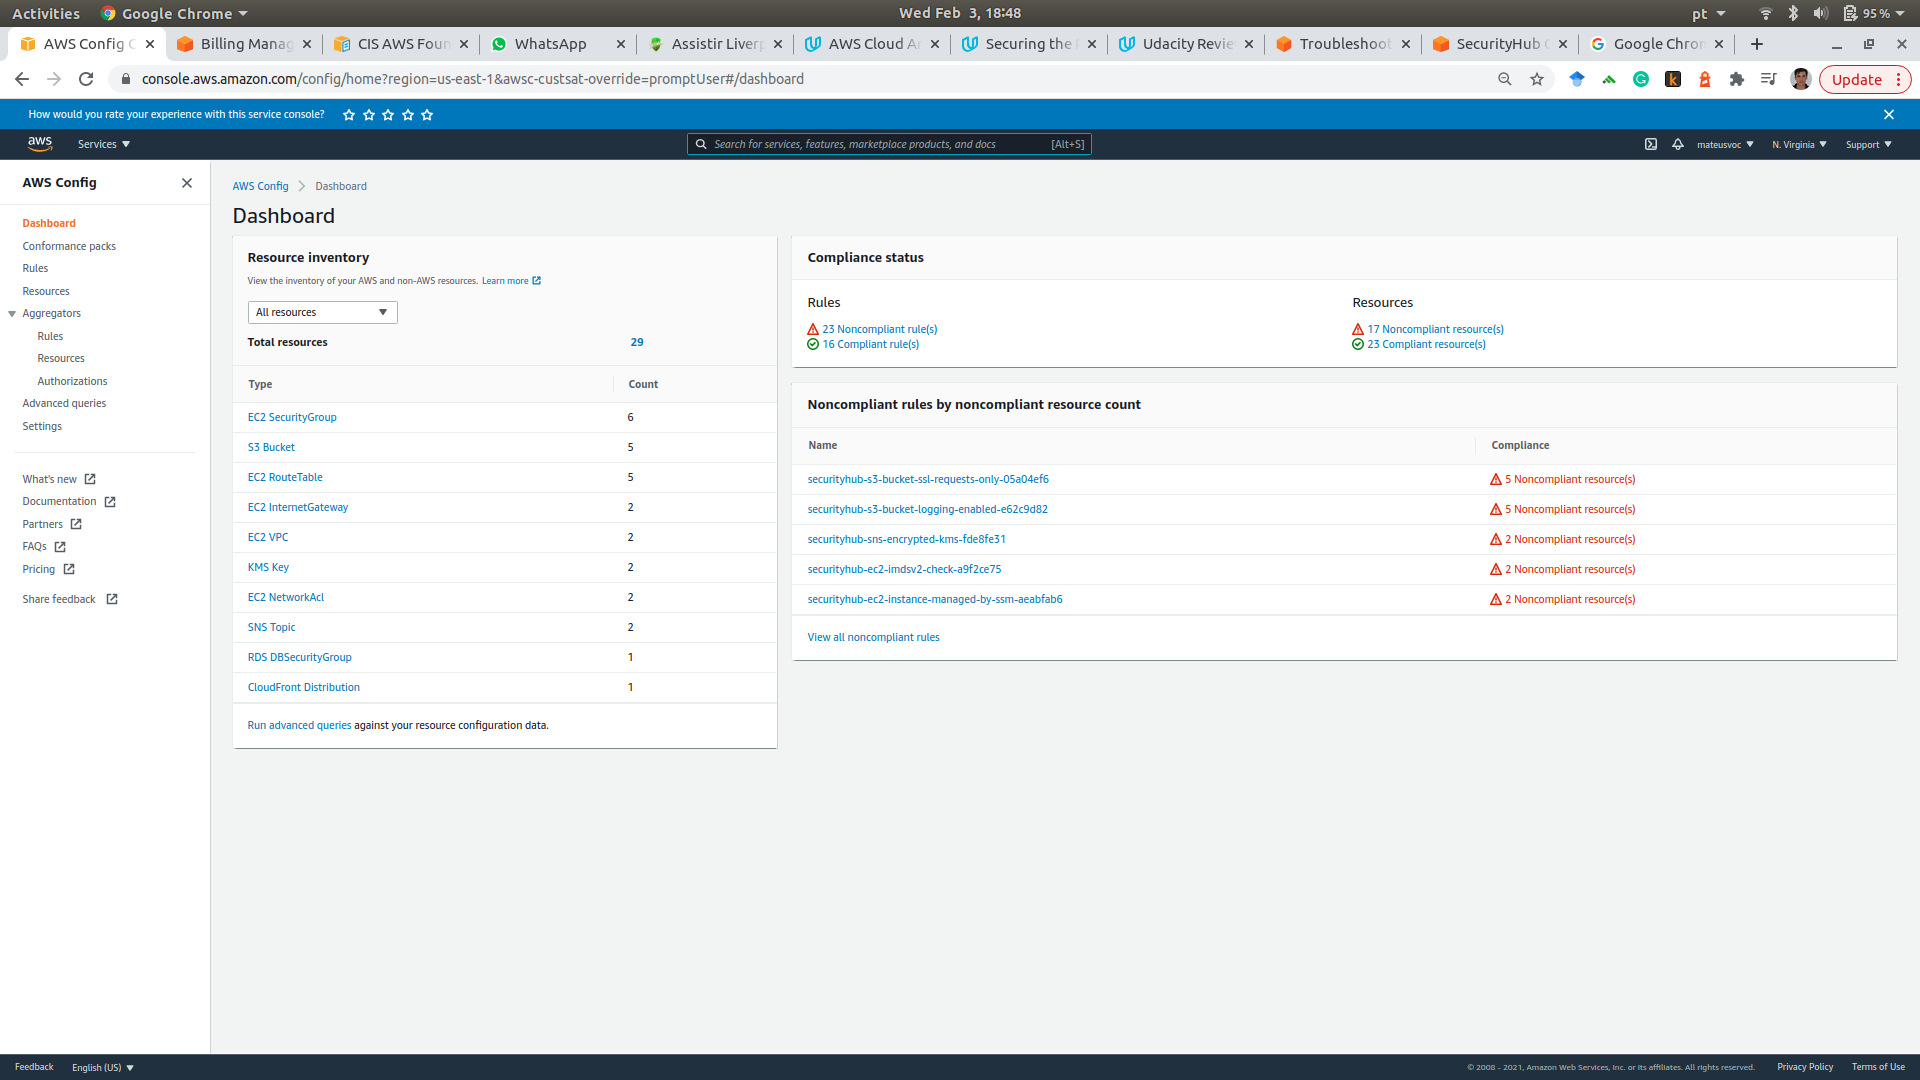 Activities Google Chrome Wed Feb 3, 18:48 pt 95 %
AWS Config C Billing Manag CIS AWS Foun WhatsApp Assistir Liverp AWS Cloud Ar Securing the Udacity Revie Troubleshoot SecurityHub Google Chrom
console.aws.amazon.com/config/home?region=us-east-1&awsc-custsat-override=promptUser#/dashboard Update
How would you rate your experience with this service console?
aws Services Search for services, features, marketplace products, and docs [Alt+S] mateusvoc N. Virginia Support
AWS Config
Dashboard
Conformance packs
Rules
Resources
Aggregators
Rules
Resources
Authorizations
Advanced queries
Settings
What's new
Documentation
Partners
FAQs
Pricing
Share feedback
AWS Config Dashboard
Dashboard
Resource inventory
View the inventory of your AWS and non-AWS resources. Learn more
All resources
Total resources 29
Type Count
EC2 SecurityGroup 6
S3 Bucket 5
EC2 RouteTable 5
EC2 InternetGateway 2
EC2 VPC 2
KMS Key 2
EC2 NetworkAcl 2
SNS Topic 2
RDS DBSecurityGroup 1
CloudFront Distribution 1
Run advanced queries against your resource configuration data.
Compliance status
Rules Resources
23 Noncompliant rule(s) 17 Noncompliant resource(s)
16 Compliant rule(s) 23 Compliant resource(s)
Noncompliant rules by noncompliant resource count
Name Compliance
securityhub-s3-bucket-ssl-requests-only-05a04ef6 5 Noncompliant resource(s)
securityhub-s3-bucket-logging-enabled-e62c9d82 5 Noncompliant resource(s)
securityhub-sns-encrypted-kms-fde8fe31 2 Noncompliant resource(s)
securityhub-ec2-imdsv2-check-a9f2ce75 2 Noncompliant resource(s)
securityhub-ec2-instance-managed-by-ssm-aeabfab6 2 Noncompliant resource(s)
View all noncompliant rules
Feedback English (US) © 2008 - 2021, Amazon Web Services, Inc. or its affiliates. All rights reserved. Privacy Policy Terms of Use